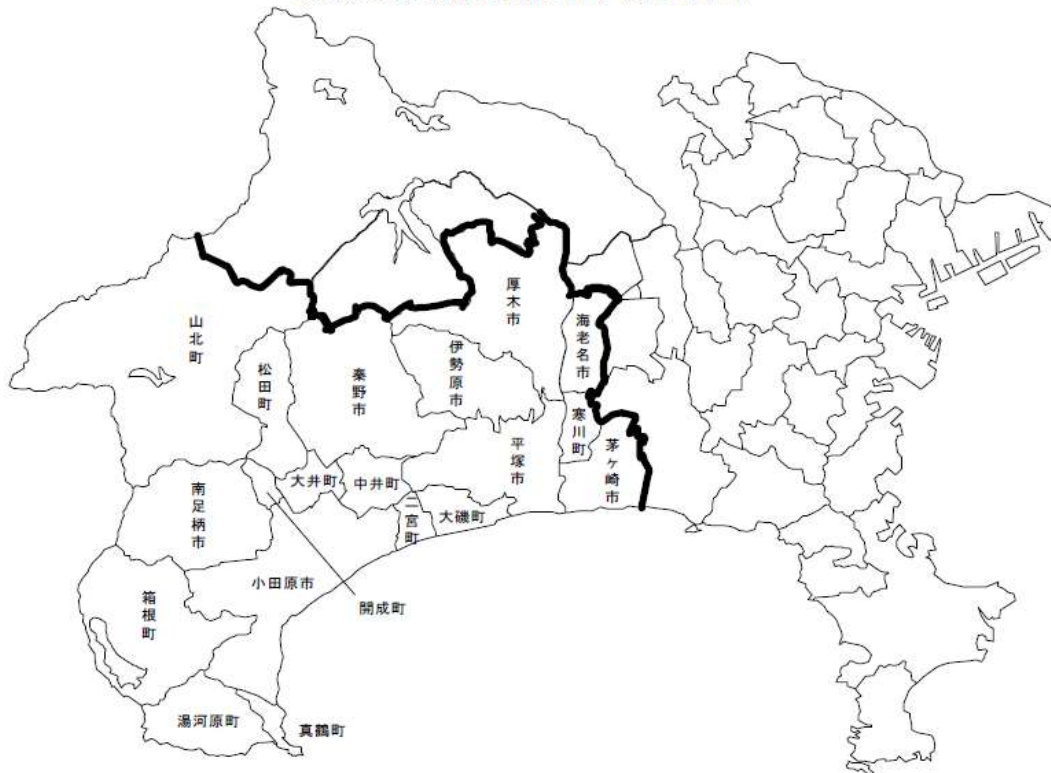 厚木市
山北町
海老名市
伊勢原市
松田町
秦野市
寒川町
平塚市
茅ヶ崎市
大井町
中井町
南足柄市
二宮町
大磯町
小田原市
箱根町
開成町
湯河原町
真鶴町